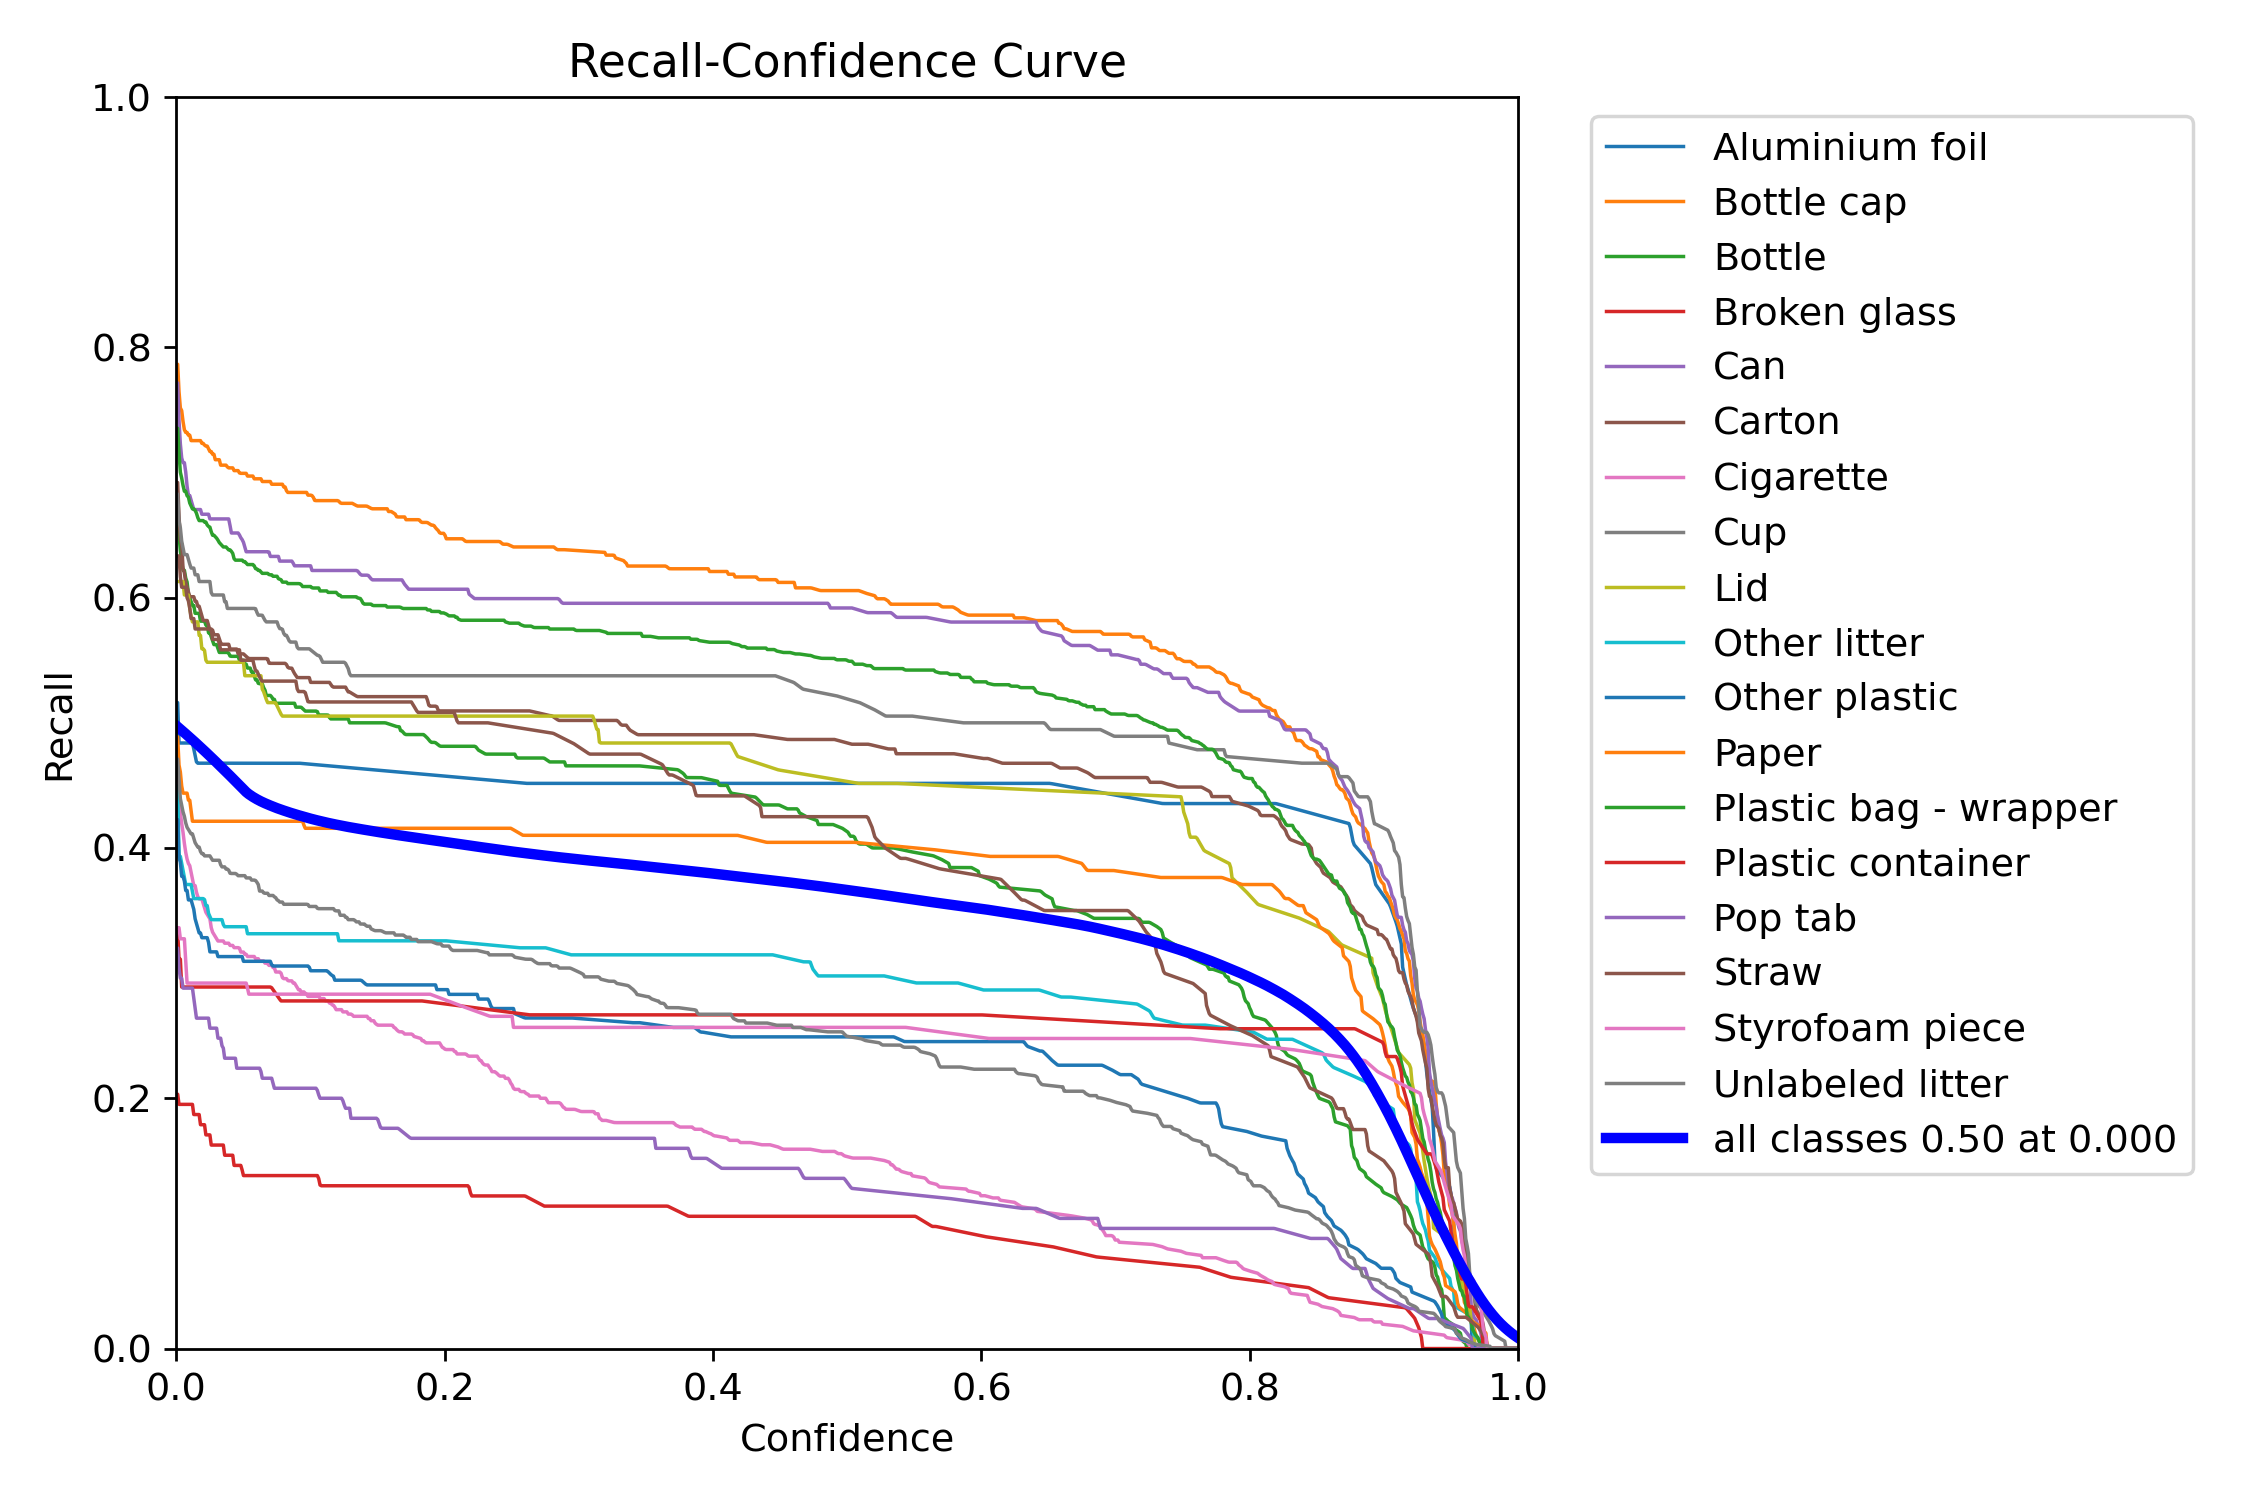 Recall-Confidence Curve
1.0
0.8
0.6
0.4
0.2
0.0
Recall
0.0 0.2 0.4 0.6 0.8 1.0
Confidence
Aluminium foil
Bottle cap
Bottle
Broken glass
Can
Carton
Cigarette
Cup
Lid
Other litter
Other plastic
Paper
Plastic bag - wrapper
Plastic container
Pop tab
Straw
Styrofoam piece
Unlabeled litter
all classes 0.50 at 0.000